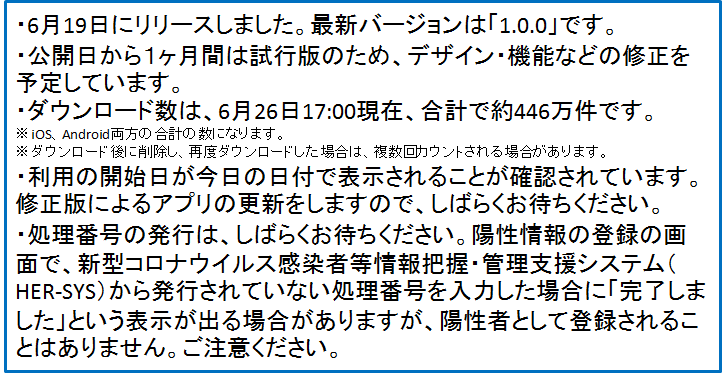 ・6月19日にリリースしました。最新バージョンは「1.0.0」です。
・公開日から1ヶ月間は試行版のため、デザイン・機能などの修正を
予定しています。
・ダウンロード数は、6月26日17:00現在、合計で約446万件です。
※iOS、Android両方の合計の数になります。
※ダウンロード後に削除し、再度ダウンロードした場合は、複数回カウントされる場合があります。
・利用の開始日が今日の日付で表示されることが確認されています。
修正版によるアプリの更新をしますので、しばらくお待ちください。
・処理番号の発行は、しばらくお待ちください。陽性情報の登録の画
面で、新型コロナウイルス感染者等情報把握・管理支援システム（
HER-SYS）から発行されていない処理番号を入力した場合に「完了しま
した」という表示が出る場合がありますが、陽性者として登録されるこ
とはありません。ご注意ください。